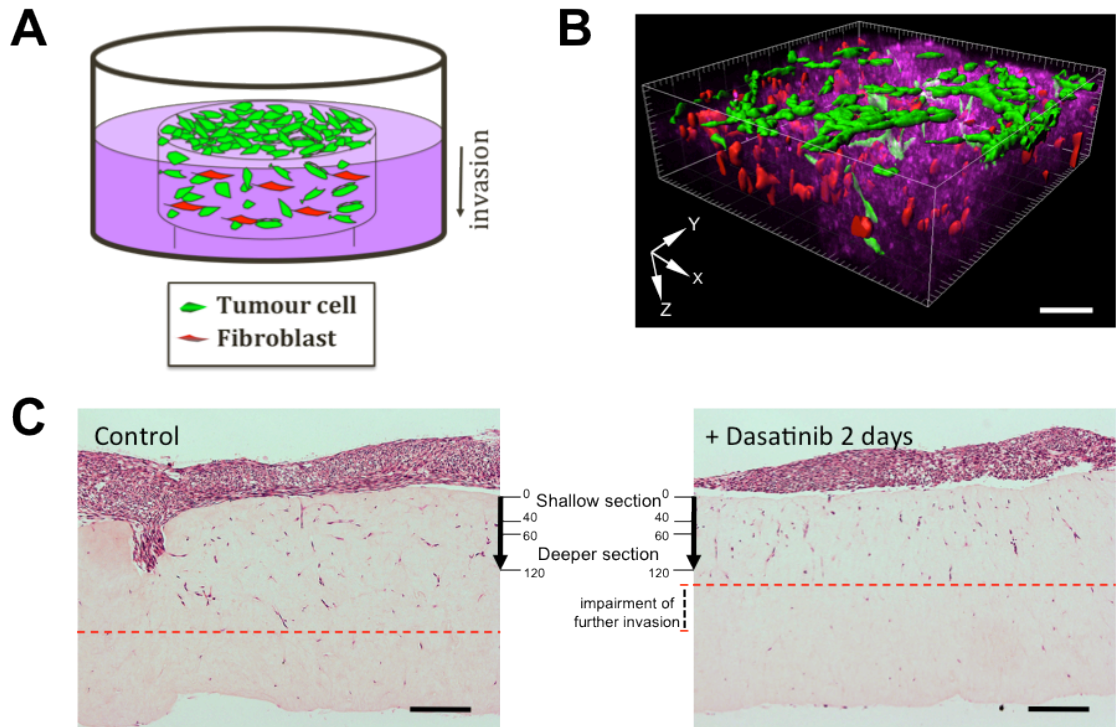 A
invasion
Tumour cell
Fibroblast
B
Y
X
Z
C
Control
0
Shallow section
40
60
Deeper section
120
+ Dasatinib 2 days
0
40
60
120
impairment of
further invasion